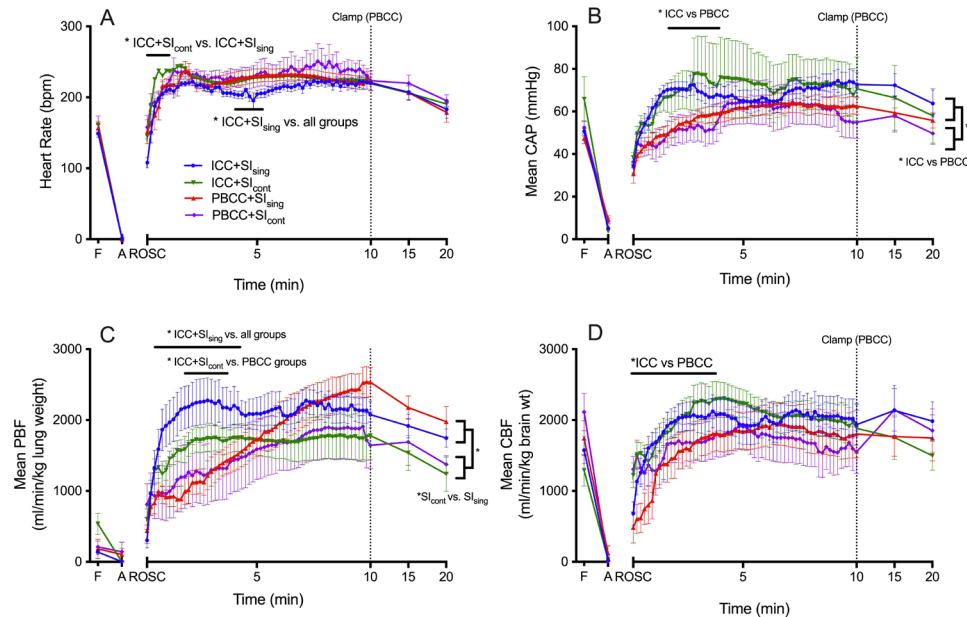 A
Clamp (PBCC)
* ICC+SIcont vs. ICC+SIsing
* ICC+SIsing vs. all groups
ICC+SIsing
ICC+SIcont
PBCC+SIsing
PBCC+SIcont
Heart Rate (bpm)
300
200
100
0
F
A
ROSC
5
10
15
20
Time (min)
B
Clamp (PBCC)
* ICC vs PBCC
*
* ICC vs PBCC
Mean CAP (mmHg)
100
80
60
40
20
0
F
A
ROSC
5
10
15
20
Time (min)
C
* ICC+SIsing vs. all groups
* ICC+SIcont vs. PBCC groups
*
*SIcont vs. SIsing
Mean PBF
(ml/min/kg lung weight)
3000
2000
1000
0
F
A
ROSC
5
10
15
20
Time (min)
D
Clamp (PBCC)
*ICC vs PBCC
Mean CBF
(ml/min/kg brain wt)
3000
2000
1000
0
F
A
ROSC
5
10
15
20
Time (min)